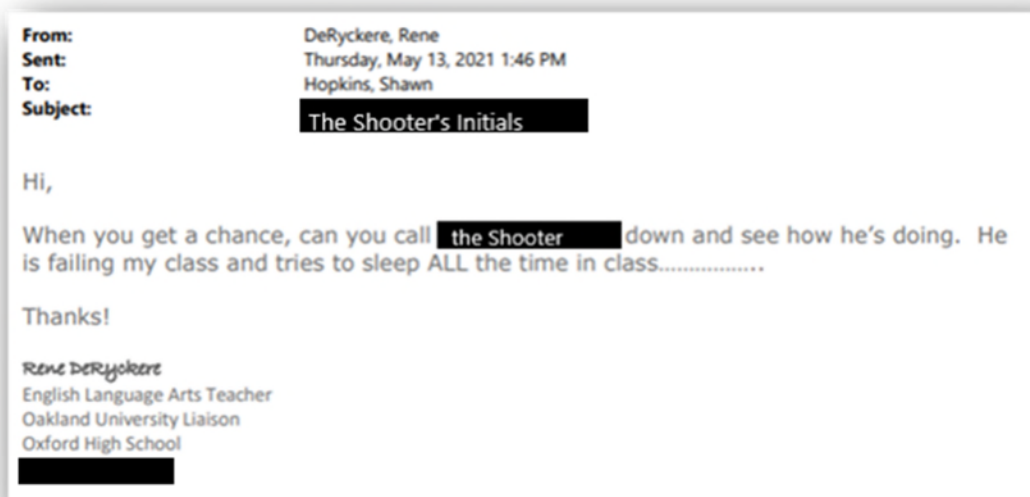 From: DeRyckere, Rene
Sent: Thursday, May 13, 2021 1:46 PM
To: Hopkins, Shawn
Subject: The Shooter's Initials
Hi,
When you get a chance, can you call the Shooter down and see how he's doing. He
is failing my class and tries to sleep ALL the time in class.................
Thanks!
Rene DeRyckere
English Language Arts Teacher
Oakland University Liaison
Oxford High School